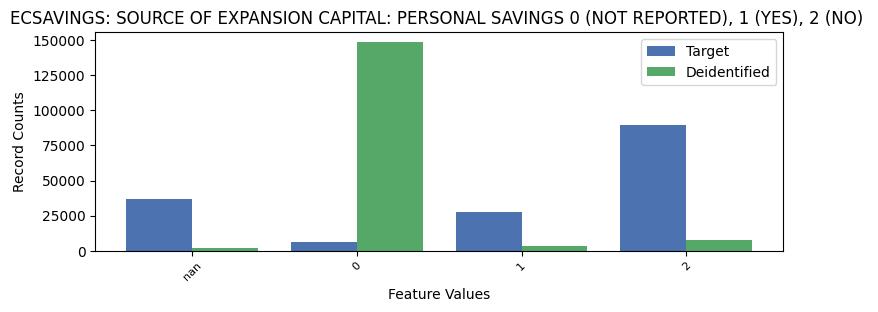 ECSAVINGS: SOURCE OF EXPANSION CAPITAL: PERSONAL SAVINGS 0 (NOT REPORTED), 1 (YES), 2 (NO)
150000
125000
100000
75000
50000
25000
0
Record Counts
Target
Deidentified
nan
0
1
2
Feature Values